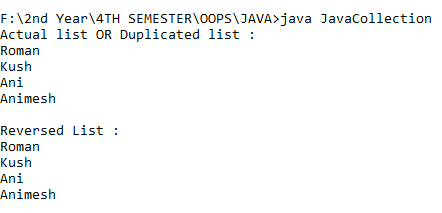 F:\2nd Year\4TH SEMESTER\OOPS\JAVA>java JavaCollection
Actual list OR Duplicated list :
Roman
Kush
Ani
Animesh
Reversed List :
Roman
Kush
Ani
Animesh